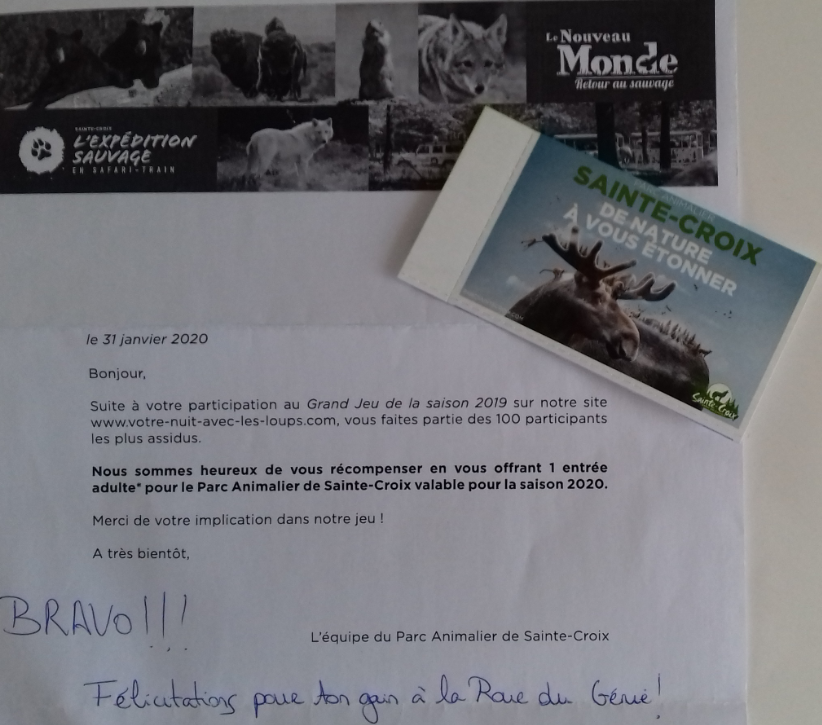 Le Nouveau
Monde
Retour au sauvage
SAINTE-CROIX
L'EXPÉDITION
SAUVAGE
EN SAFARI-TRAIN
SAINTE-CROIX
DE NATURE
À VOUS ÉTONNER
Sainte-Croix
le 31 janvier 2020
Bonjour,
Suite à votre participation au Grand Jeu de la saison 2019 sur notre site
www.votre-nuit-avec-les-loups.com, vous faites partie des 100 participants
les plus assidus.
Nous sommes heureux de vous récompenser en vous offrant 1 entrée
adulte* pour le Parc Animalier de Sainte-Croix valable pour la saison 2020.
Merci de votre implication dans notre jeu !
A très bientôt,
BRAVO!!!
L'équipe du Parc Animalier de Sainte-Croix
Félicitations pour ton gain à la Roue du Génie!